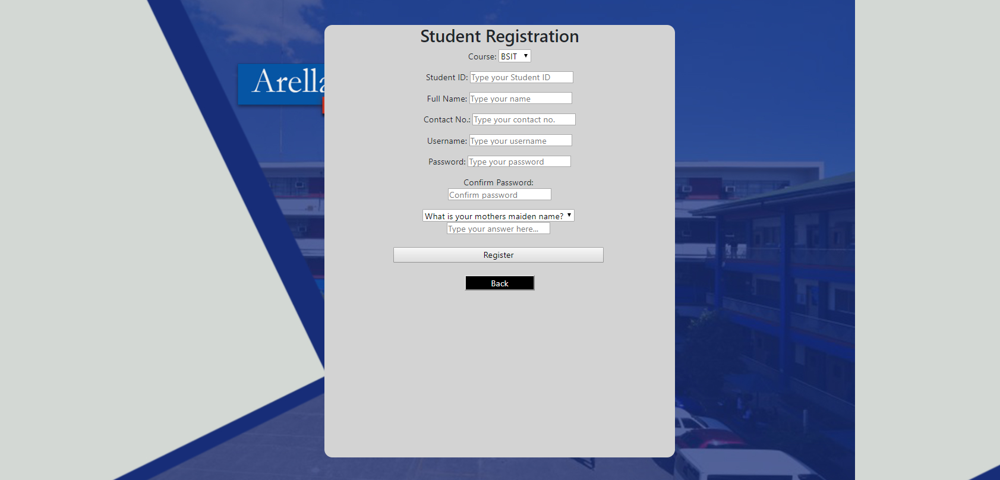 Student Registration
Course: BSIT
Arella
Student ID: Type your Student ID
Full Name: Type your name
Contact No.: Type your contact no.
Username: Type your username
Password: Type your password
Confirm Password:
Confirm password
What is your mothers maiden name?
Type your answer here...
Register
Back